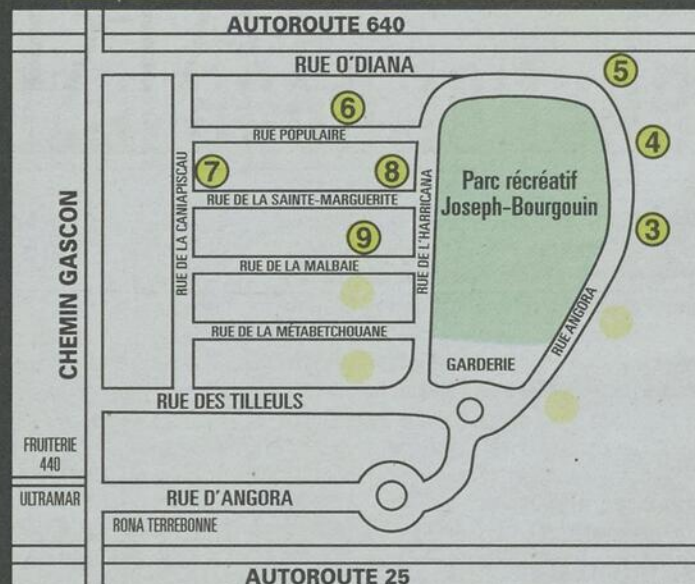 AUTOROUTE 640
RUE O'DIANA
5
6
4
RUE POPULAIRE
7
8
RUE DE LA CANIAPISCAU
RUE DE L'HARRICANA
Parc récréatif
Joseph-Bourgouin
RUE DE LA SAINTE-MARGUERITE
3
9
CHEMIN GASCON
RUE DE LA MALBAIE
RUE ANGORA
RUE DE LA MÉTABETCHOUANE
GARDERIE
RUE DES TILLEULS
FRUITERIE
440
ULTRAMAR
RUE D'ANGORA
RONA TERREBONNE
AUTOROUTE 25